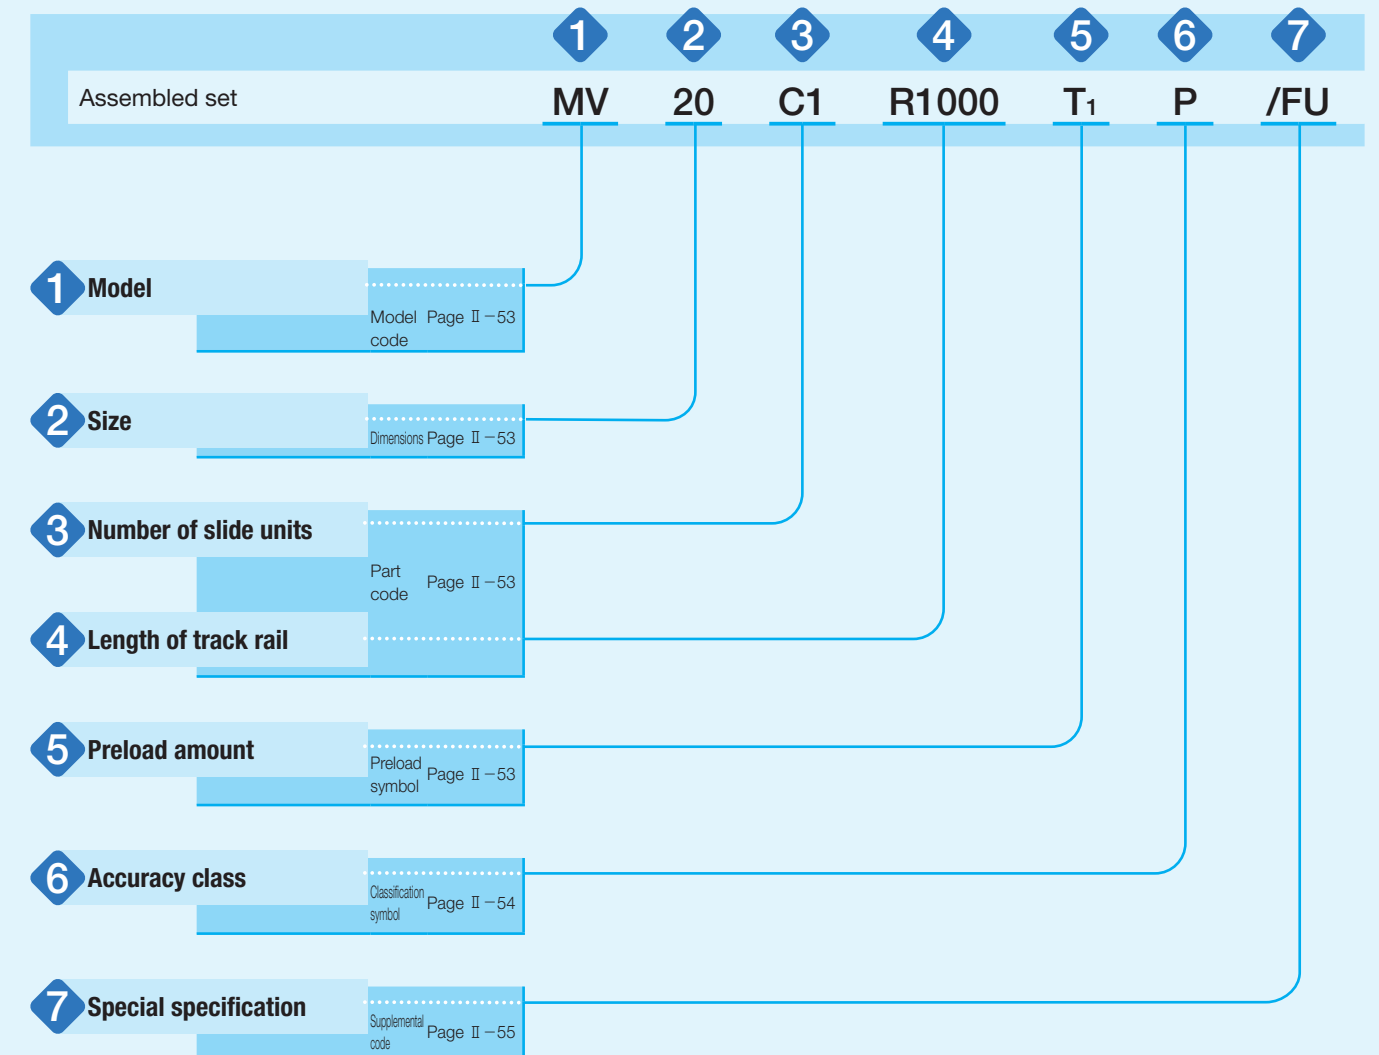 1 2 3 4 5 6 7
Assembled set MV 20 C1 R1000 T1 P /FU
1 Model
Model code Page Ⅱ-53
2 Size
Dimensions Page Ⅱ-53
3 Number of slide units
Part code Page Ⅱ-53
4 Length of track rail
5 Preload amount
Preload symbol Page Ⅱ-53
6 Accuracy class
Classification symbol Page Ⅱ-54
7 Special specification
Supplemental code Page Ⅱ-55